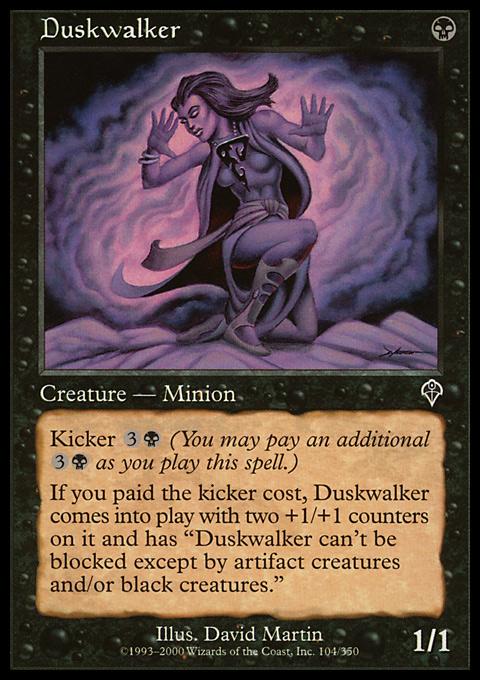 Duskwalker
Creature — Minion
Kicker 3 (You may pay an additional
3 as you play this spell.)
If you paid the kicker cost, Duskwalker
comes into play with two +1/+1 counters
on it and has “Duskwalker can’t be
blocked except by artifact creatures
and/or black creatures.”
Illus. David Martin
©1993–2000 Wizards of the Coast, Inc. 104/350
1/1